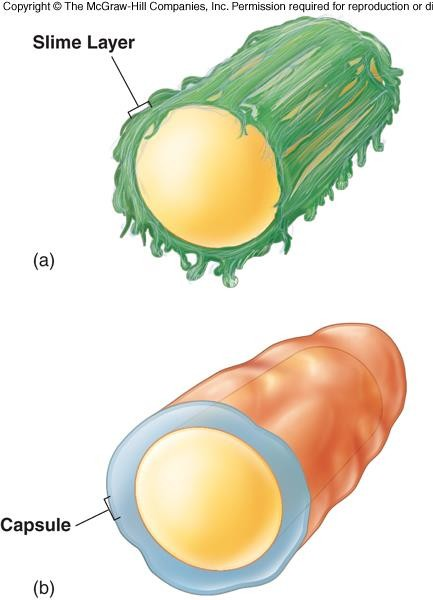 Copyright © The McGraw-Hill Companies, Inc. Permission required for reproduction or di
Slime Layer
(a)
Capsule
(b)